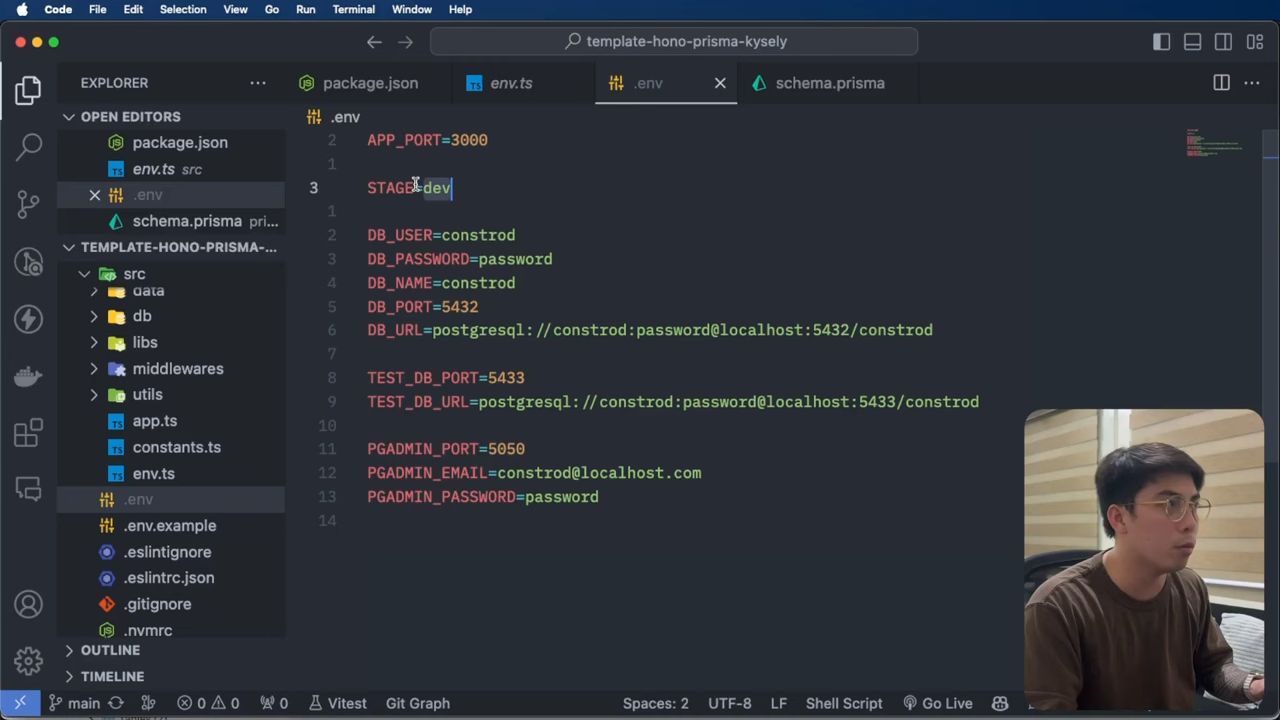 Code File Edit Selection View Go Run Terminal Window Help
template-hono-prisma-kysely
EXPLORER
package.json
env.ts
.env
schema.prisma
OPEN EDITORS
package.json
env.ts src
.env
schema.prisma pri...
TEMPLATE-HONO-PRISMA-...
src
data
db
libs
middlewares
utils
app.ts
constants.ts
env.ts
.env
.env.example
.eslintignore
.eslintrc.json
.gitignore
.nvmrc
OUTLINE
TIMELINE
.env
2 APP_PORT=3000
1
3 STAGE=dev
1
2 DB_USER=constrod
3 DB_PASSWORD=password
4 DB_NAME=constrod
5 DB_PORT=5432
6 DB_URL=postgresql://constrod:password@localhost:5432/constrod
7
8 TEST_DB_PORT=5433
9 TEST_DB_URL=postgresql://constrod:password@localhost:5433/constrod
10
11 PGADMIN_PORT=5050
12 PGADMIN_EMAIL=constrod@localhost.com
13 PGADMIN_PASSWORD=password
14
main 0 0 0 Vitest Git Graph Spaces: 2 UTF-8 LF Shell Script Go Live